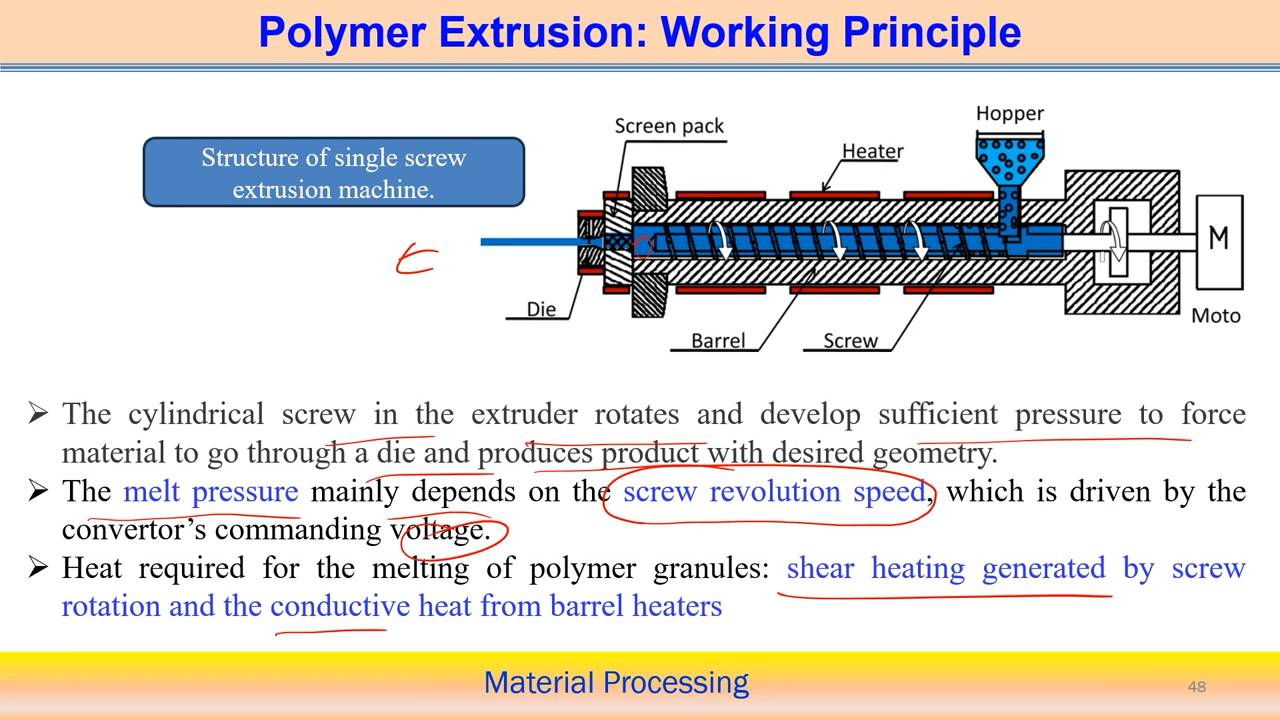 Polymer Extrusion: Working Principle
Structure of single screw
extrusion machine.
Screen pack
Heater
Hopper
M
Moto
Die
Barrel
Screw
➢ The cylindrical screw in the extruder rotates and develop sufficient pressure to force
material to go through a die and produces product with desired geometry.
➢ The melt pressure mainly depends on the screw revolution speed, which is driven by the
convertor’s commanding voltage.
➢ Heat required for the melting of polymer granules: shear heating generated by screw
rotation and the conductive heat from barrel heaters
Material Processing
48